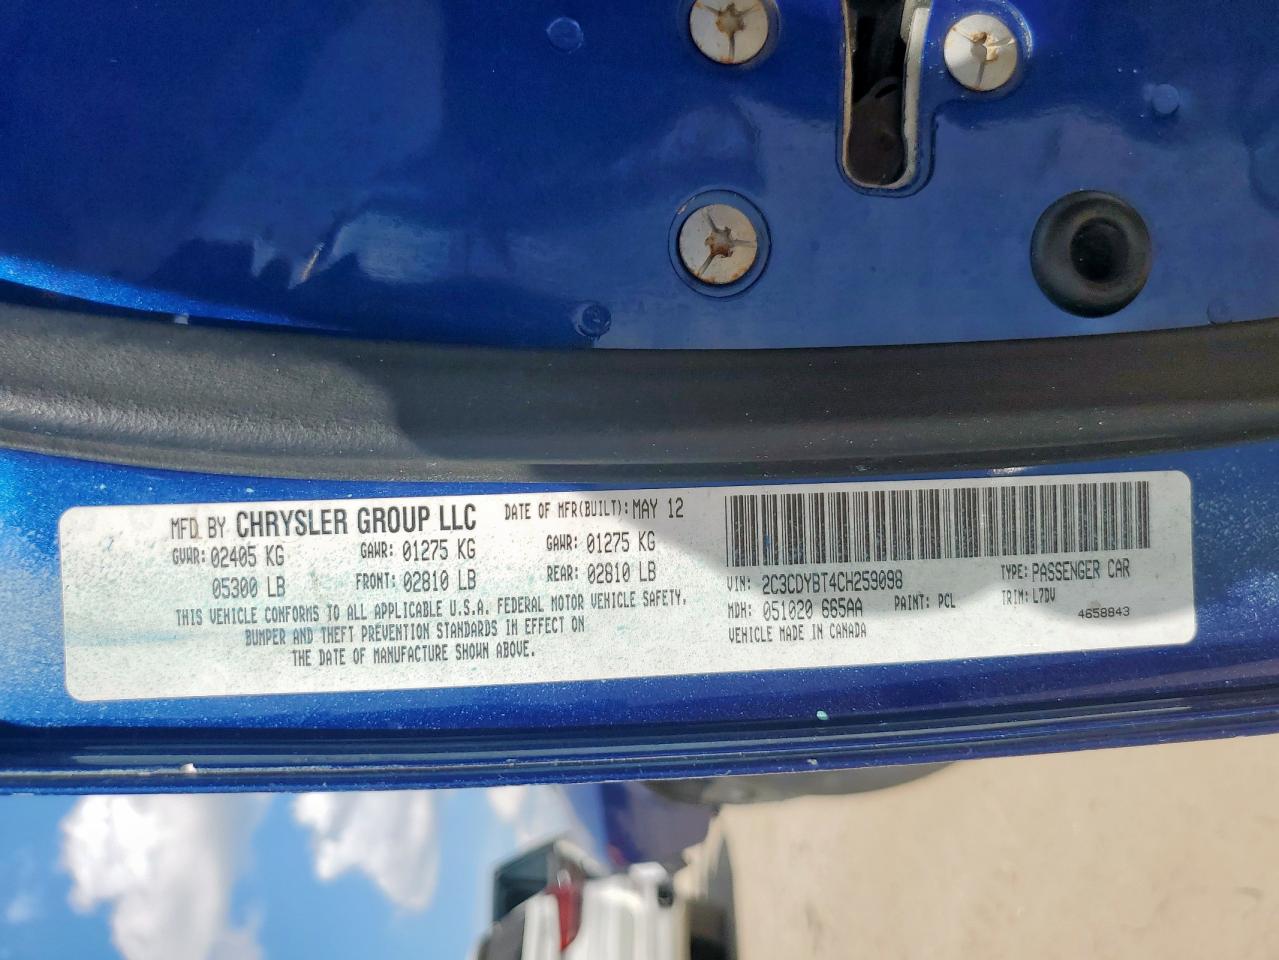 MFD BY CHRYSLER GROUP LLC DATE OF MFR(BUILT): MAY 12
GVWR: 02405 KG GAWR: 01275 KG GAWR: 01275 KG
05300 LB FRONT: 02810 LB REAR: 02810 LB
THIS VEHICLE CONFORMS TO ALL APPLICABLE U.S.A. FEDERAL MOTOR VEHICLE SAFETY,
BUMPER AND THEFT PREVENTION STANDARDS IN EFFECT ON
THE DATE OF MANUFACTURE SHOWN ABOVE.
VIN: 2C3CDYBT4CH259098 TYPE: PASSENGER CAR
MDH: 051020 665AA PAINT: PCL TRIM: L7DV
VEHICLE MADE IN CANADA 4658843